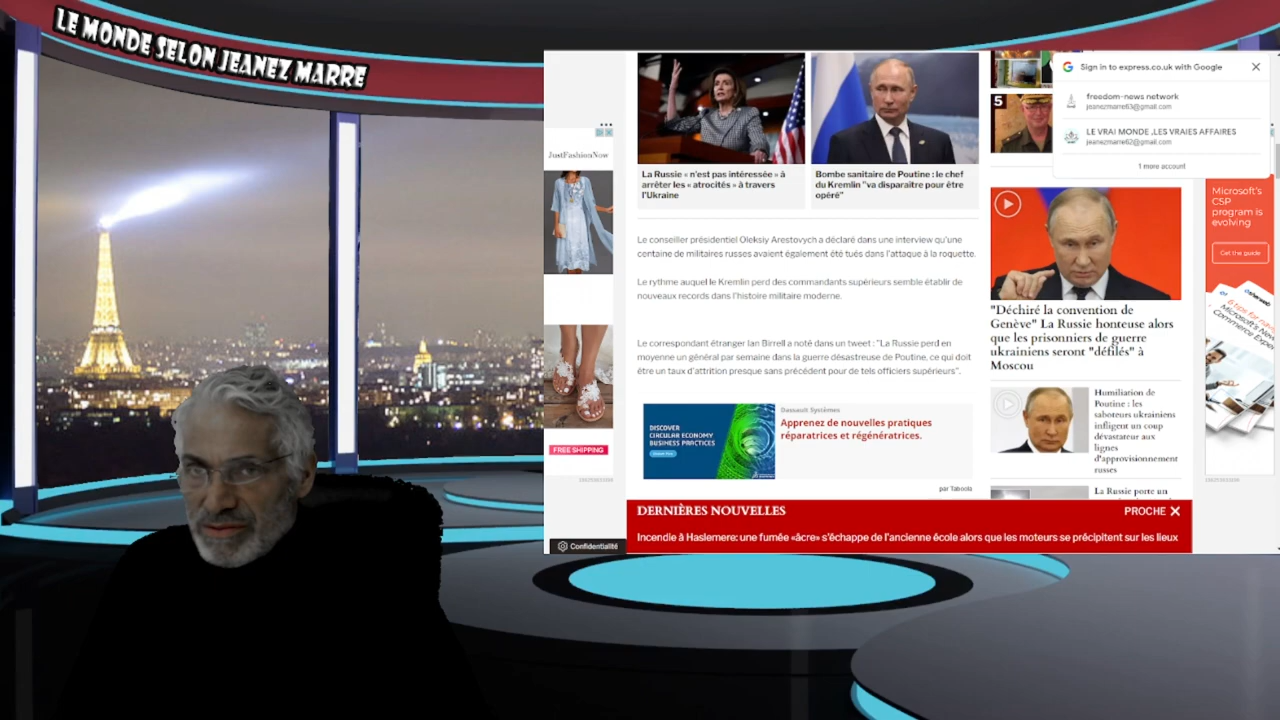 LE MONDE SELON JEANEZ MARRE
JustFashionNow
FREE SHIPPING
Confidentialité
La Russie « n'est pas intéressée » à
arrêter les « atrocités » à travers
l'Ukraine
Bombe sanitaire de Poutine : le chef
du Kremlin "va disparaître pour être
opéré"
Le conseiller présidentiel Oleksiy Arestovych a déclaré dans une interview qu'une
centaine de militaires russes avaient également été tués dans l'attaque à la roquette.
Le rythme auquel le Kremlin perd des commandants supérieurs semble établir de
nouveaux records dans l'histoire militaire moderne.
Le correspondant étranger Ian Birrell a noté dans un tweet : "La Russie perd en
moyenne un général par semaine dans la guerre désastreuse de Poutine, ce qui doit
être un taux d'attrition presque sans précédent pour de tels officiers supérieurs".
DISCOVER
CIRCULAR ECONOMY
BUSINESS PRACTICES
Dassault Systèmes
Apprenez de nouvelles pratiques
réparatrices et régénératrices.
par Taboola
DERNIÈRES NOUVELLES
PROCHE X
Incendie à Haslemere: une fumée «âcre» s'échappe de l'ancienne école alors que les moteurs se précipitent sur les lieux
5
Sign in to express.co.uk with Google
freedom-news network
jeanezmarre63@gmail.com
LE VRAI MONDE .LES VRAIES AFFAIRES
jeanezmarre62@gmail.com
1 more account
"Déchiré la convention de
Genève" La Russie honteuse alors
que les prisonniers de guerre
ukrainiens seront "défilés" à
Moscou
Humiliation de
Poutine : les
saboteurs ukrainiens
infligent un coup
dévastateur aux
lignes
d'approvisionnement
russes
La Russie porte un
Microsoft's
CSP
program is
evolving
Get the guide